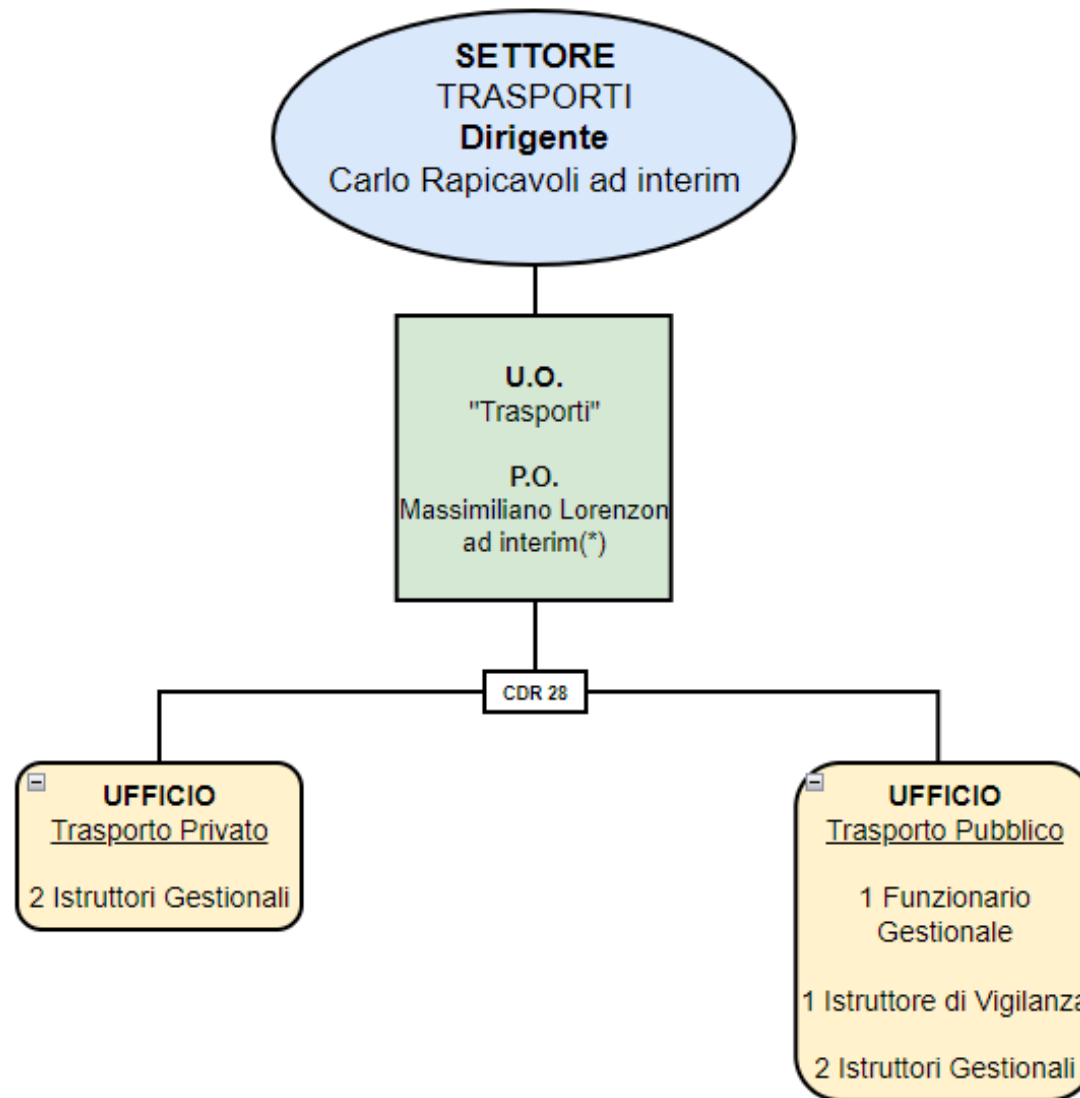 SETTORE
TRASPORTI
Dirigente
Carlo Rapicavoli ad interim
U.O.
"Trasporti"
P.O.
Massimiliano Lorenzon
ad interim(*)
CDR 28
UFFICIO
Trasporto Privato
2 Istruttori Gestionali
UFFICIO
Trasporto Pubblico
1 Funzionario
Gestionale
1 Istruttore di Vigilanza
2 Istruttori Gestionali